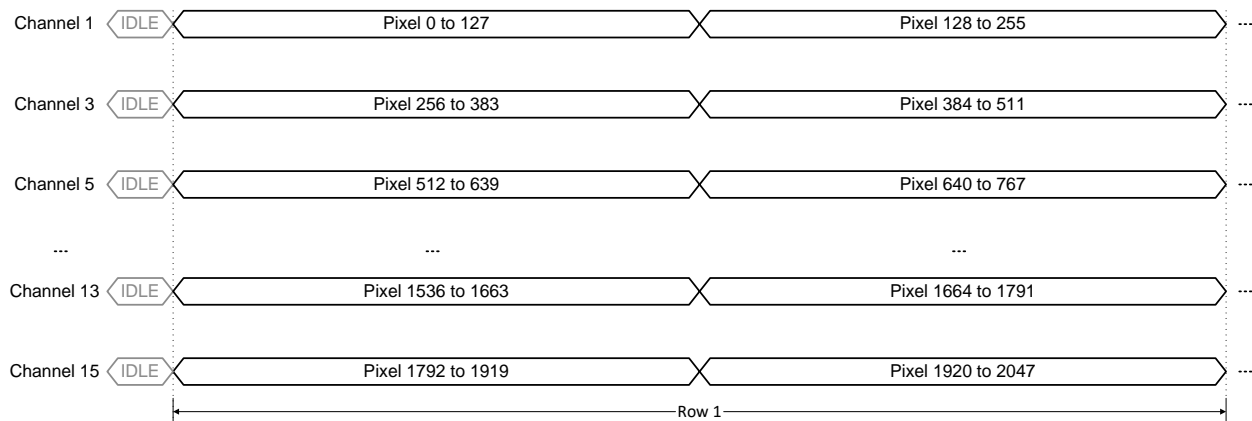 Channel 1 IDLE Pixel 0 to 127 Pixel 128 to 255 ---
Channel 3 IDLE Pixel 256 to 383 Pixel 384 to 511 ---
Channel 5 IDLE Pixel 512 to 639 Pixel 640 to 767 ---
--- --- ---
Channel 13 IDLE Pixel 1536 to 1663 Pixel 1664 to 1791 ---
Channel 15 IDLE Pixel 1792 to 1919 Pixel 1920 to 2047 ---
Row 1